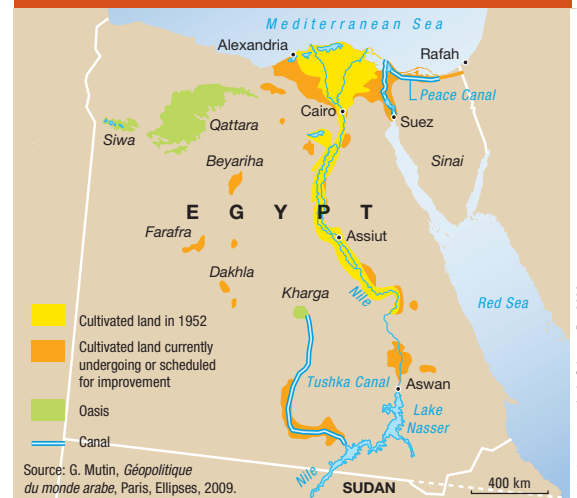 Mediterranean Sea
Alexandria
Rafah
Peace Canal
Cairo
Suez
Qattara
Siwa
Sinai
Beyariha
EGYPT
Farafra
Assiut
Dakhla
Kharga
Nile
Red Sea
Cultivated land in 1952
Cultivated land currently
undergoing or scheduled
for improvement
Tushka Canal
Aswan
Oasis
Lake
Nasser
Canal
Source: G. Mutin, Géopolitique
du monde arabe, Paris, Ellipses, 2009.
Nile
SUDAN
400 km